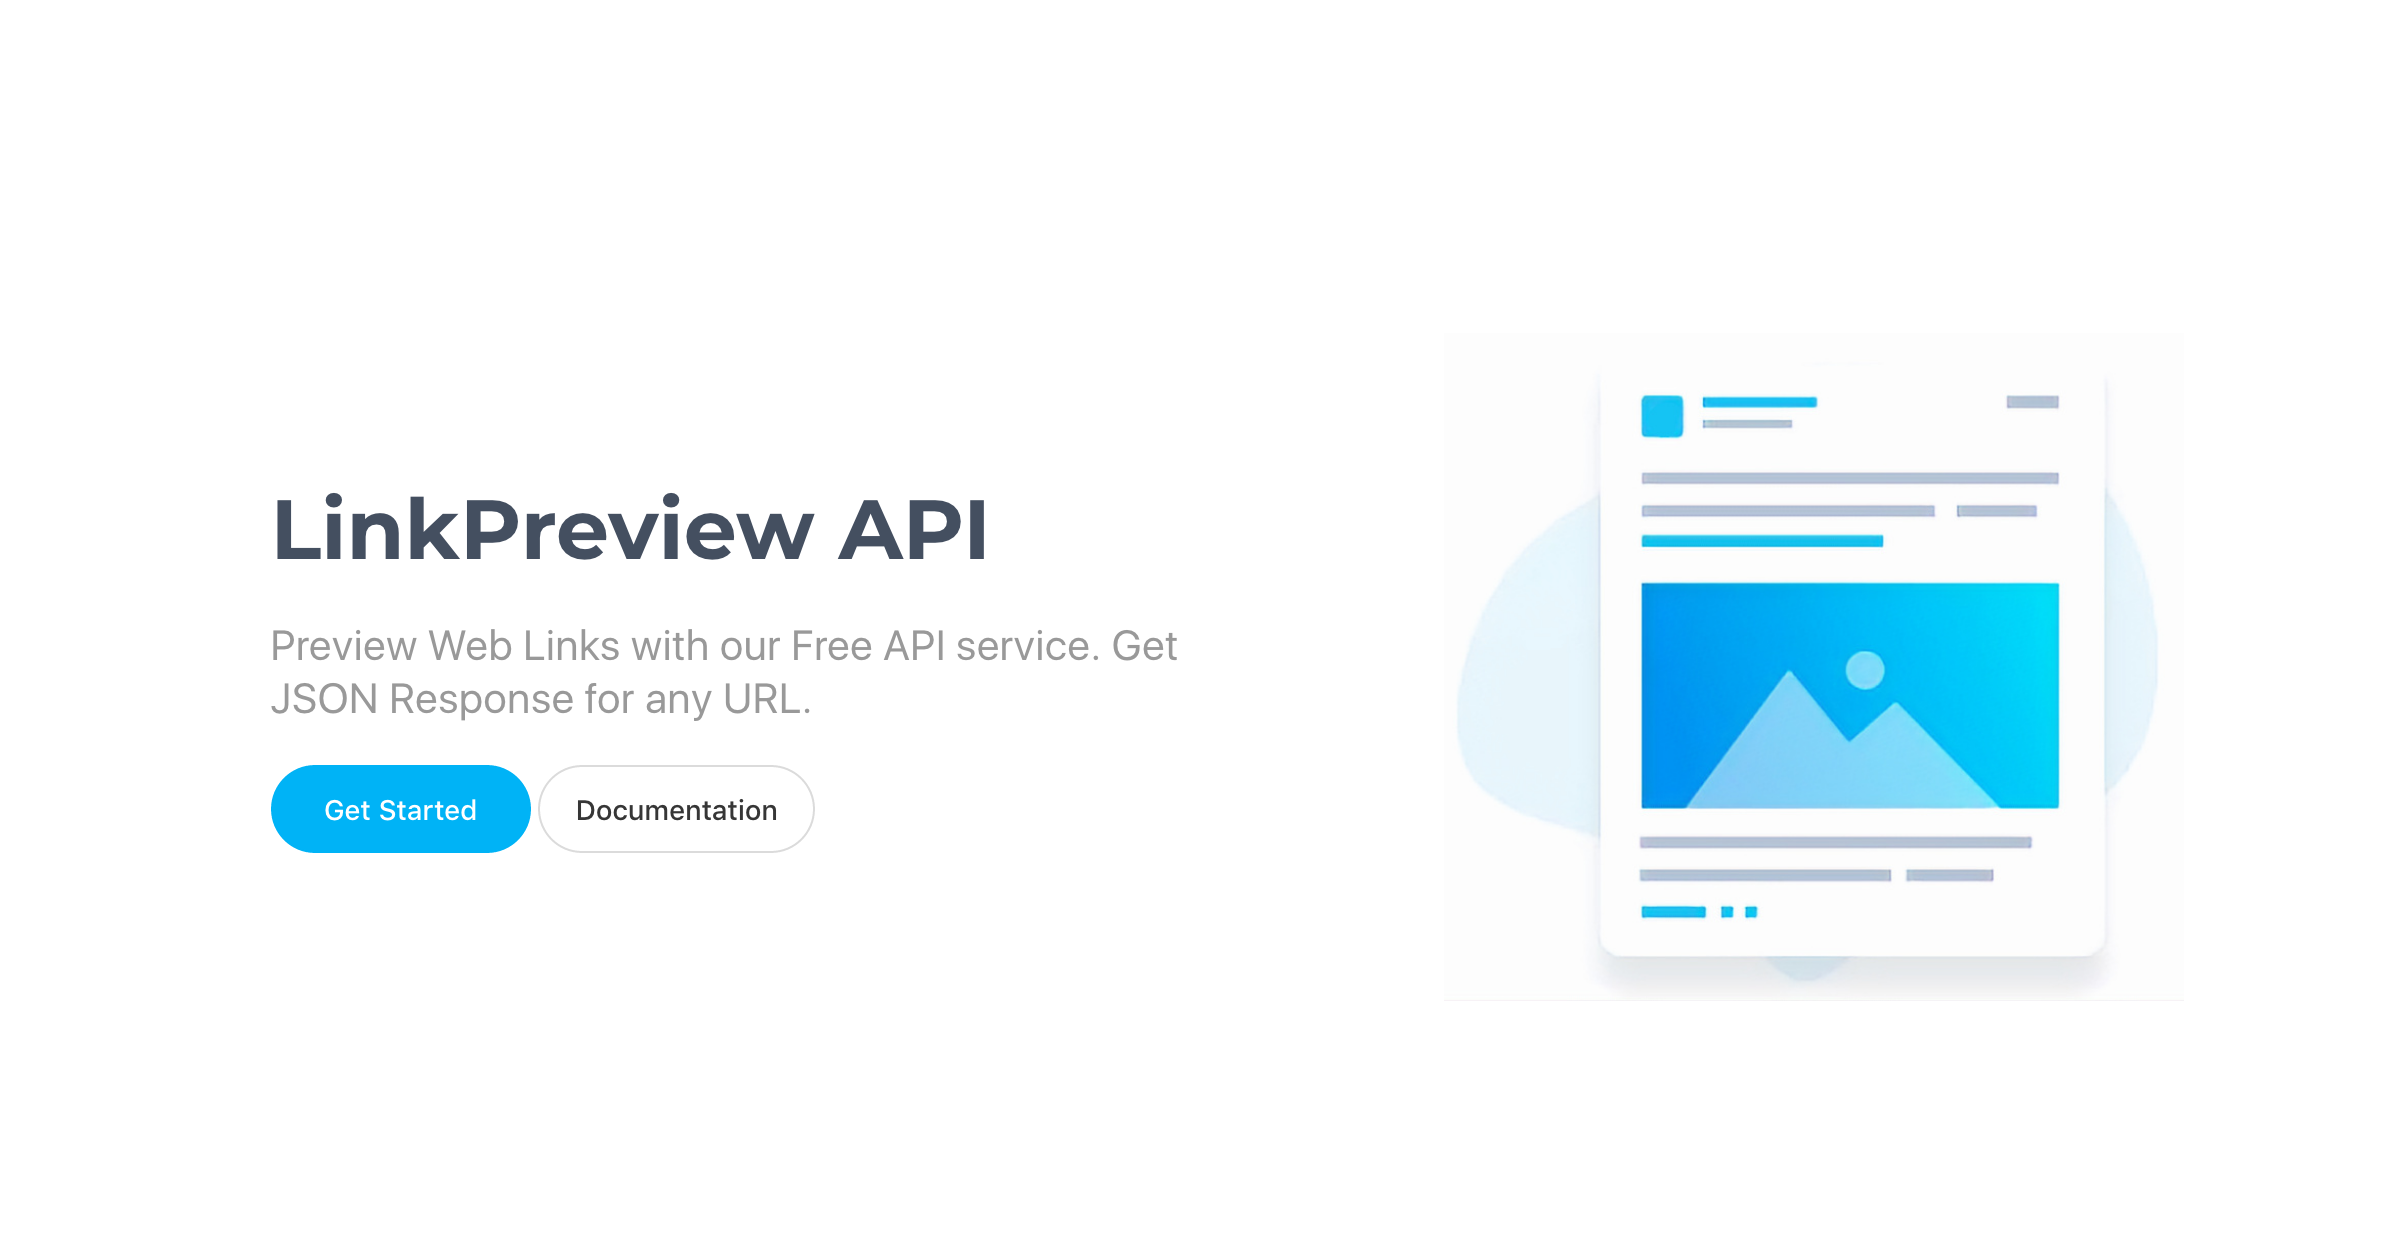 LinkPreview API
Preview Web Links with our Free API service. Get
JSON Response for any URL.
Get Started
Documentation